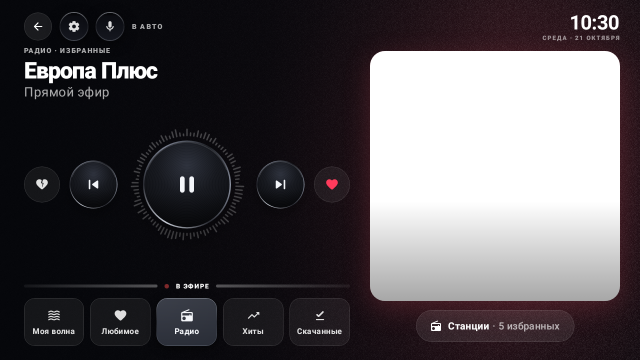 В АВТО
10:30
СРЕДА · 21 ОКТЯБРЯ
РАДИО · ИЗБРАННЫЕ
Европа Плюс
Прямой эфир
В ЭФИРЕ
Моя волна
Любимое
Радио
Хиты
Скачанные
Станции · 5 избранных